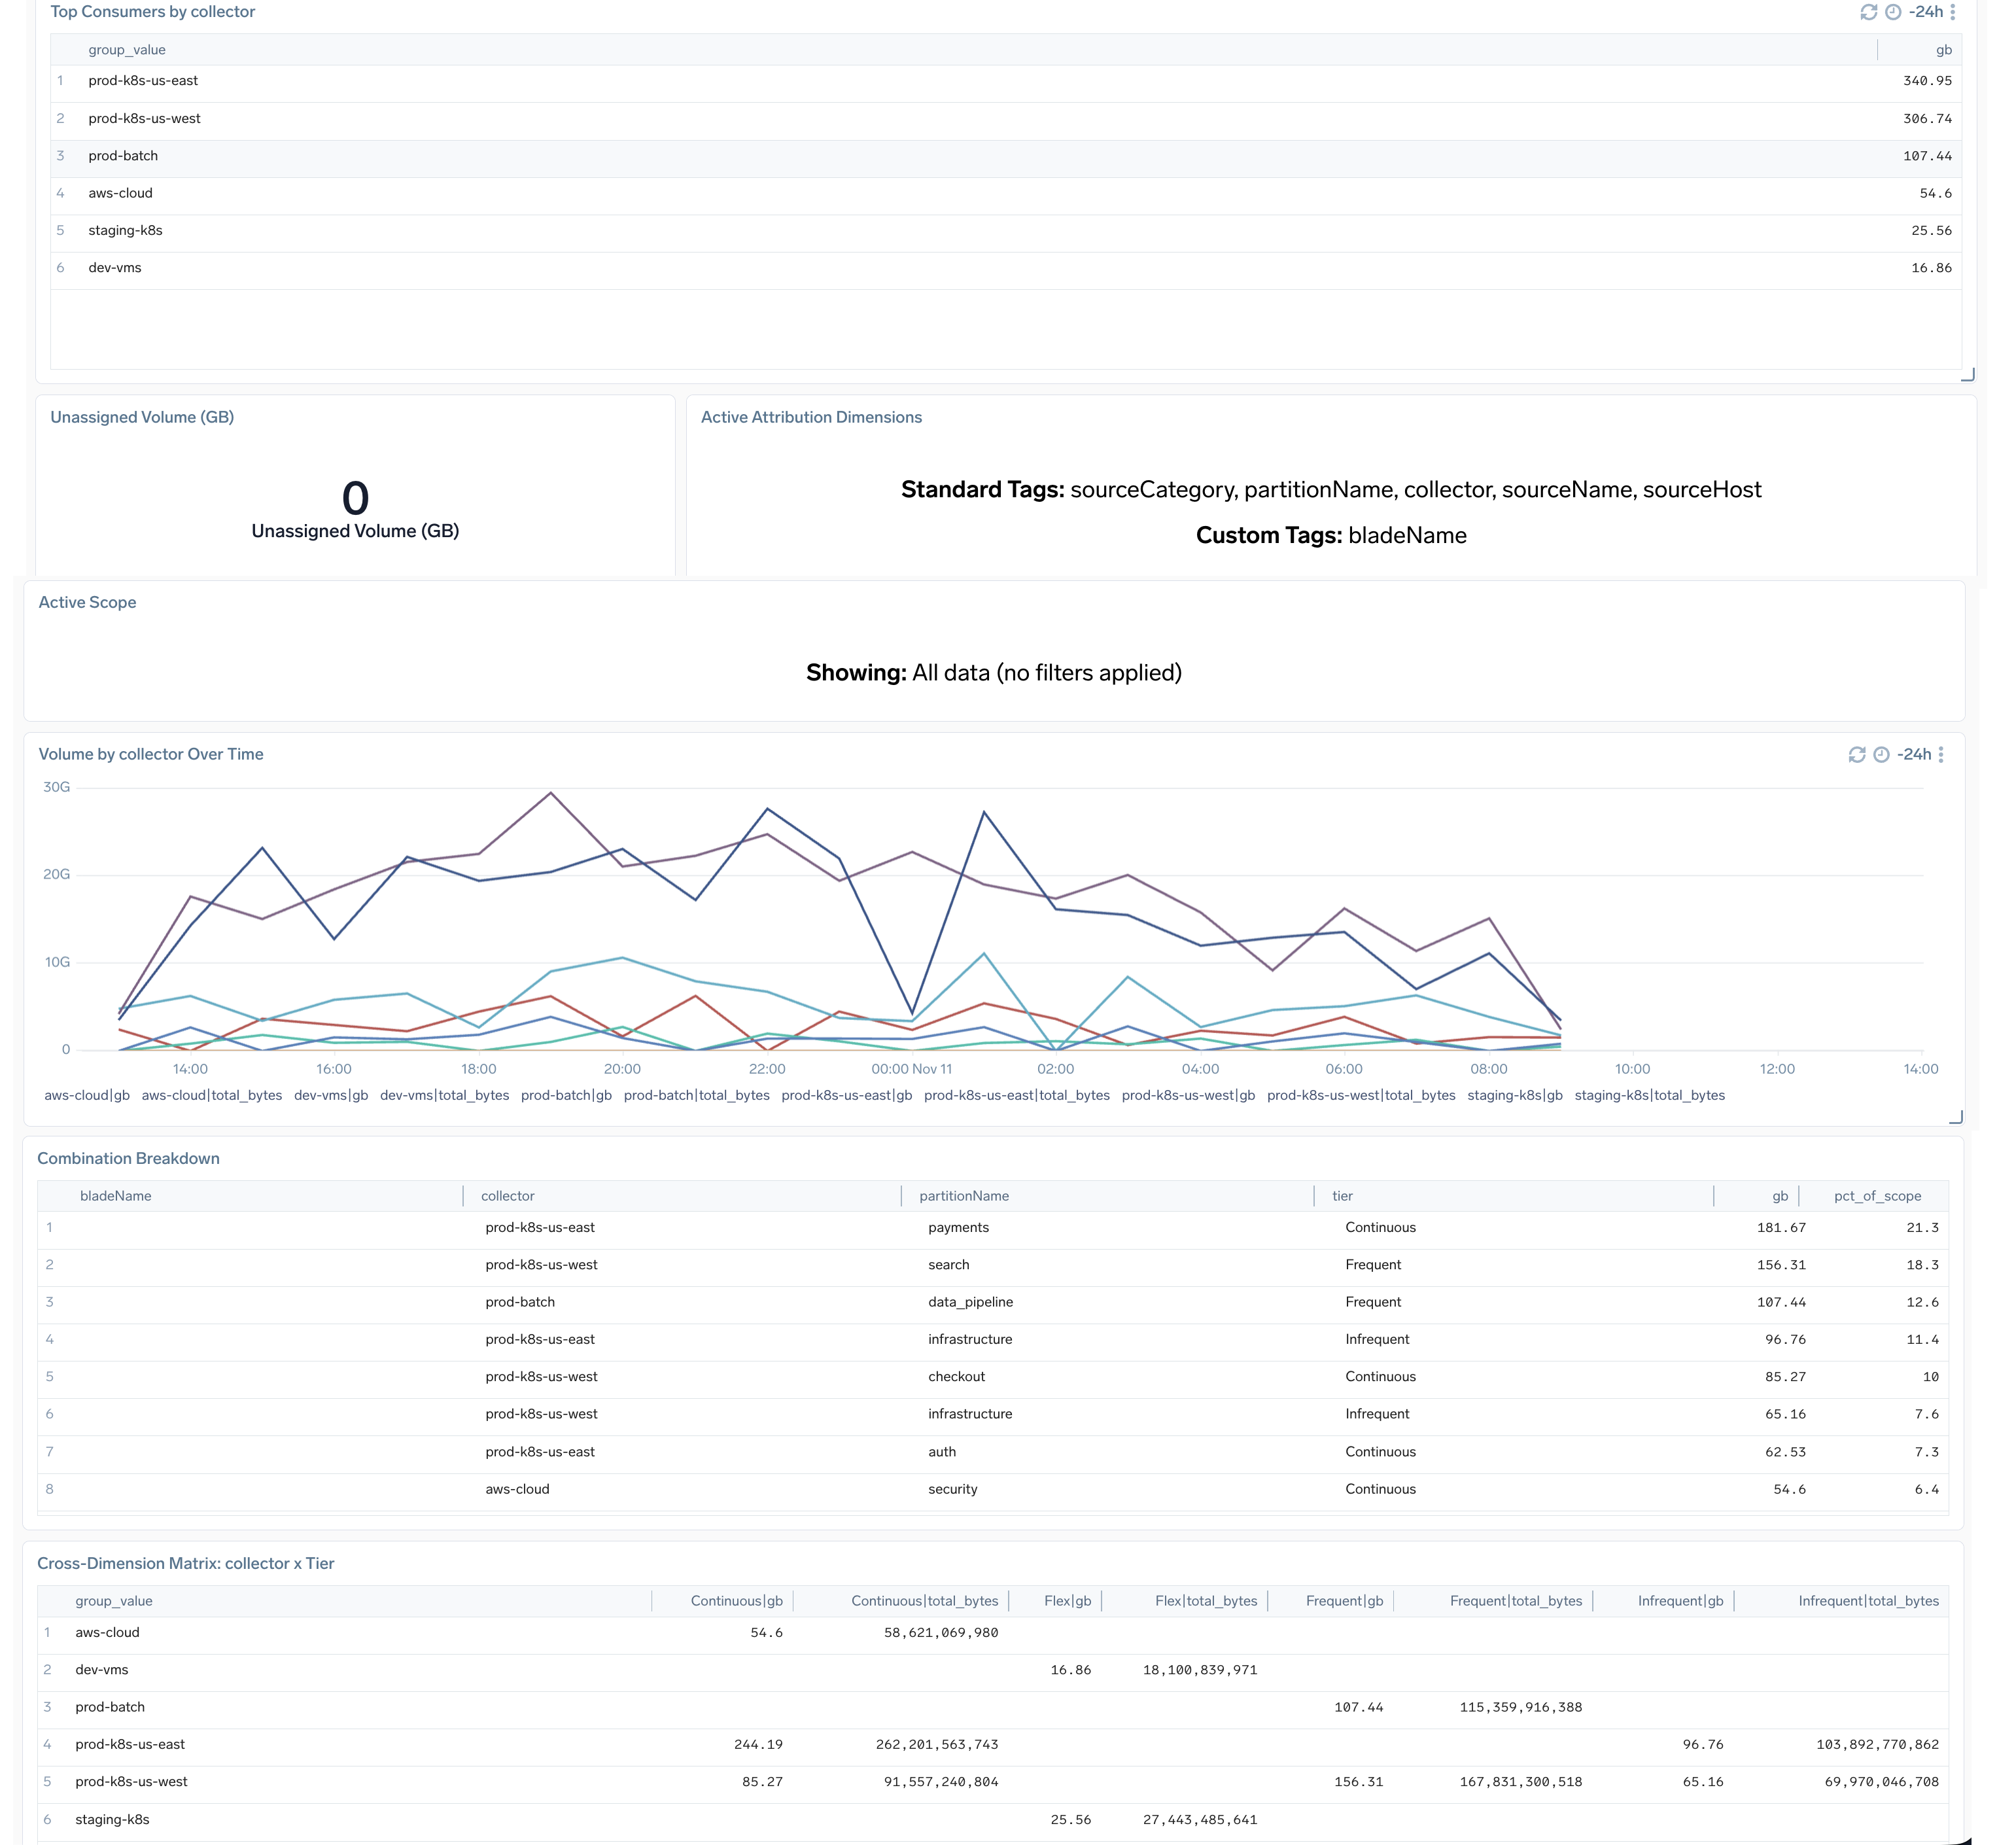 Top Consumers by collector -24h
group_value gb
1 prod-k8s-us-east 340.95
2 prod-k8s-us-west 306.74
3 prod-batch 107.44
4 aws-cloud 54.6
5 staging-k8s 25.56
6 dev-vms 16.86
Unassigned Volume (GB) Active Attribution Dimensions
0
Unassigned Volume (GB)
Standard Tags: sourceCategory, partitionName, collector, sourceName, sourceHost
Custom Tags: bladeName
Active Scope
Showing: All data (no filters applied)
Volume by collector Over Time -24h
30G
20G
10G
0
14:00 16:00 18:00 20:00 22:00 00:00 Nov 11 02:00 04:00 06:00 08:00 10:00 12:00 14:00
aws-cloud|gb aws-cloud|total_bytes dev-vms|gb dev-vms|total_bytes prod-batch|gb prod-batch|total_bytes prod-k8s-us-east|gb prod-k8s-us-east|total_bytes prod-k8s-us-west|gb prod-k8s-us-west|total_bytes staging-k8s|gb staging-k8s|total_bytes
Combination Breakdown
bladeName collector partitionName tier gb pct_of_scope
1 prod-k8s-us-east payments Continuous 181.67 21.3
2 prod-k8s-us-west search Frequent 156.31 18.3
3 prod-batch data_pipeline Frequent 107.44 12.6
4 prod-k8s-us-east infrastructure Infrequent 96.76 11.4
5 prod-k8s-us-west checkout Continuous 85.27 10
6 prod-k8s-us-west infrastructure Infrequent 65.16 7.6
7 prod-k8s-us-east auth Continuous 62.53 7.3
8 aws-cloud security Continuous 54.6 6.4
Cross-Dimension Matrix: collector x Tier
group_value Continuous|gb Continuous|total_bytes Flex|gb Flex|total_bytes Frequent|gb Frequent|total_bytes Infrequent|gb Infrequent|total_bytes
1 aws-cloud 54.6 58,621,069,980
2 dev-vms 16.86 18,100,839,971
3 prod-batch 107.44 115,359,916,388
4 prod-k8s-us-east 244.19 262,201,563,743 96.76 103,892,770,862
5 prod-k8s-us-west 85.27 91,557,240,804 156.31 167,831,300,518 65.16 69,970,046,708
6 staging-k8s 25.56 27,443,485,641